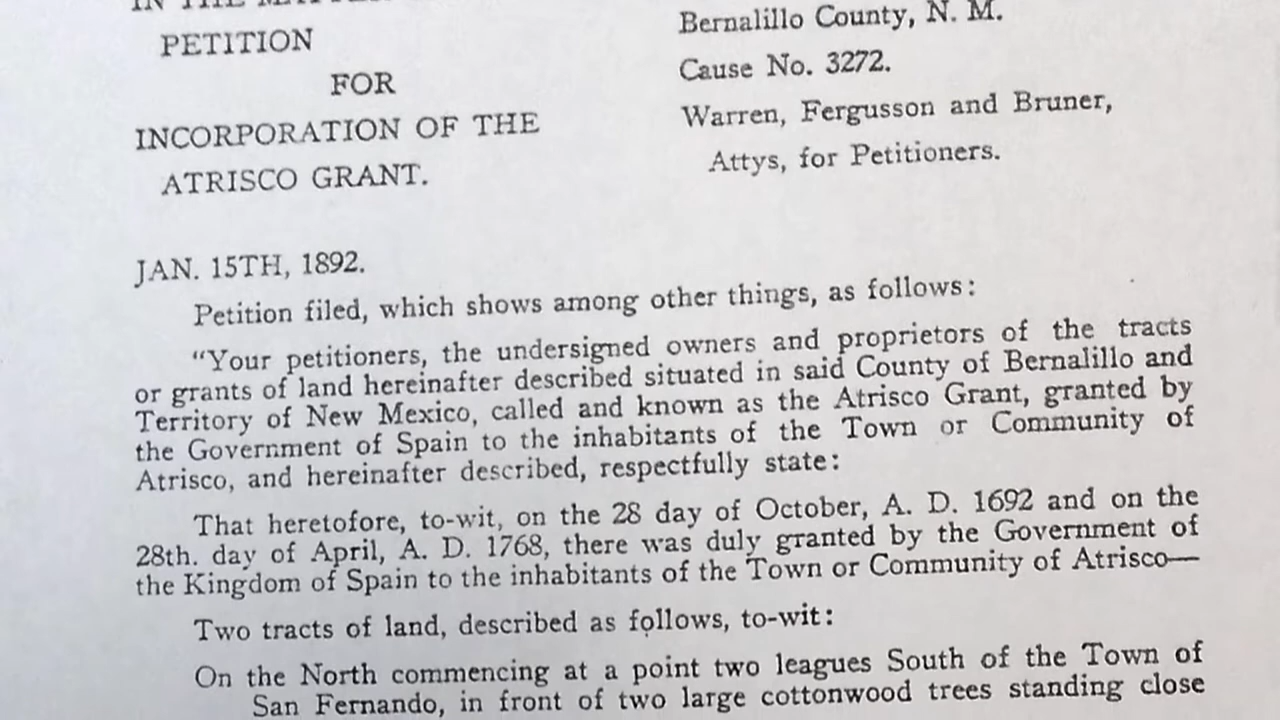 IN THE MATTER
PETITION
FOR
INCORPORATION OF THE
ATRISCO GRANT.
Bernalillo County, N. M.
Cause No. 3272.
Warren, Fergusson and Bruner,
Attys, for Petitioners.
JAN. 15TH, 1892.
Petition filed, which shows among other things, as follows:
"Your petitioners, the undersigned owners and proprietors of the tracts
or grants of land hereinafter described situated in said County of Bernalillo and
Territory of New Mexico, called and known as the Atrisco Grant, granted by
the Government of Spain to the inhabitants of the Town or Community of
Atrisco, and hereinafter described, respectfully state:
That heretofore, to-wit, on the 28 day of October, A. D. 1692 and on the
28th. day of April, A. D. 1768, there was duly granted by the Government of
the Kingdom of Spain to the inhabitants of the Town or Community of Atrisco—
Two tracts of land, described as follows, to-wit:
On the North commencing at a point two leagues South of the Town of
San Fernando, in front of two large cottonwood trees standing close